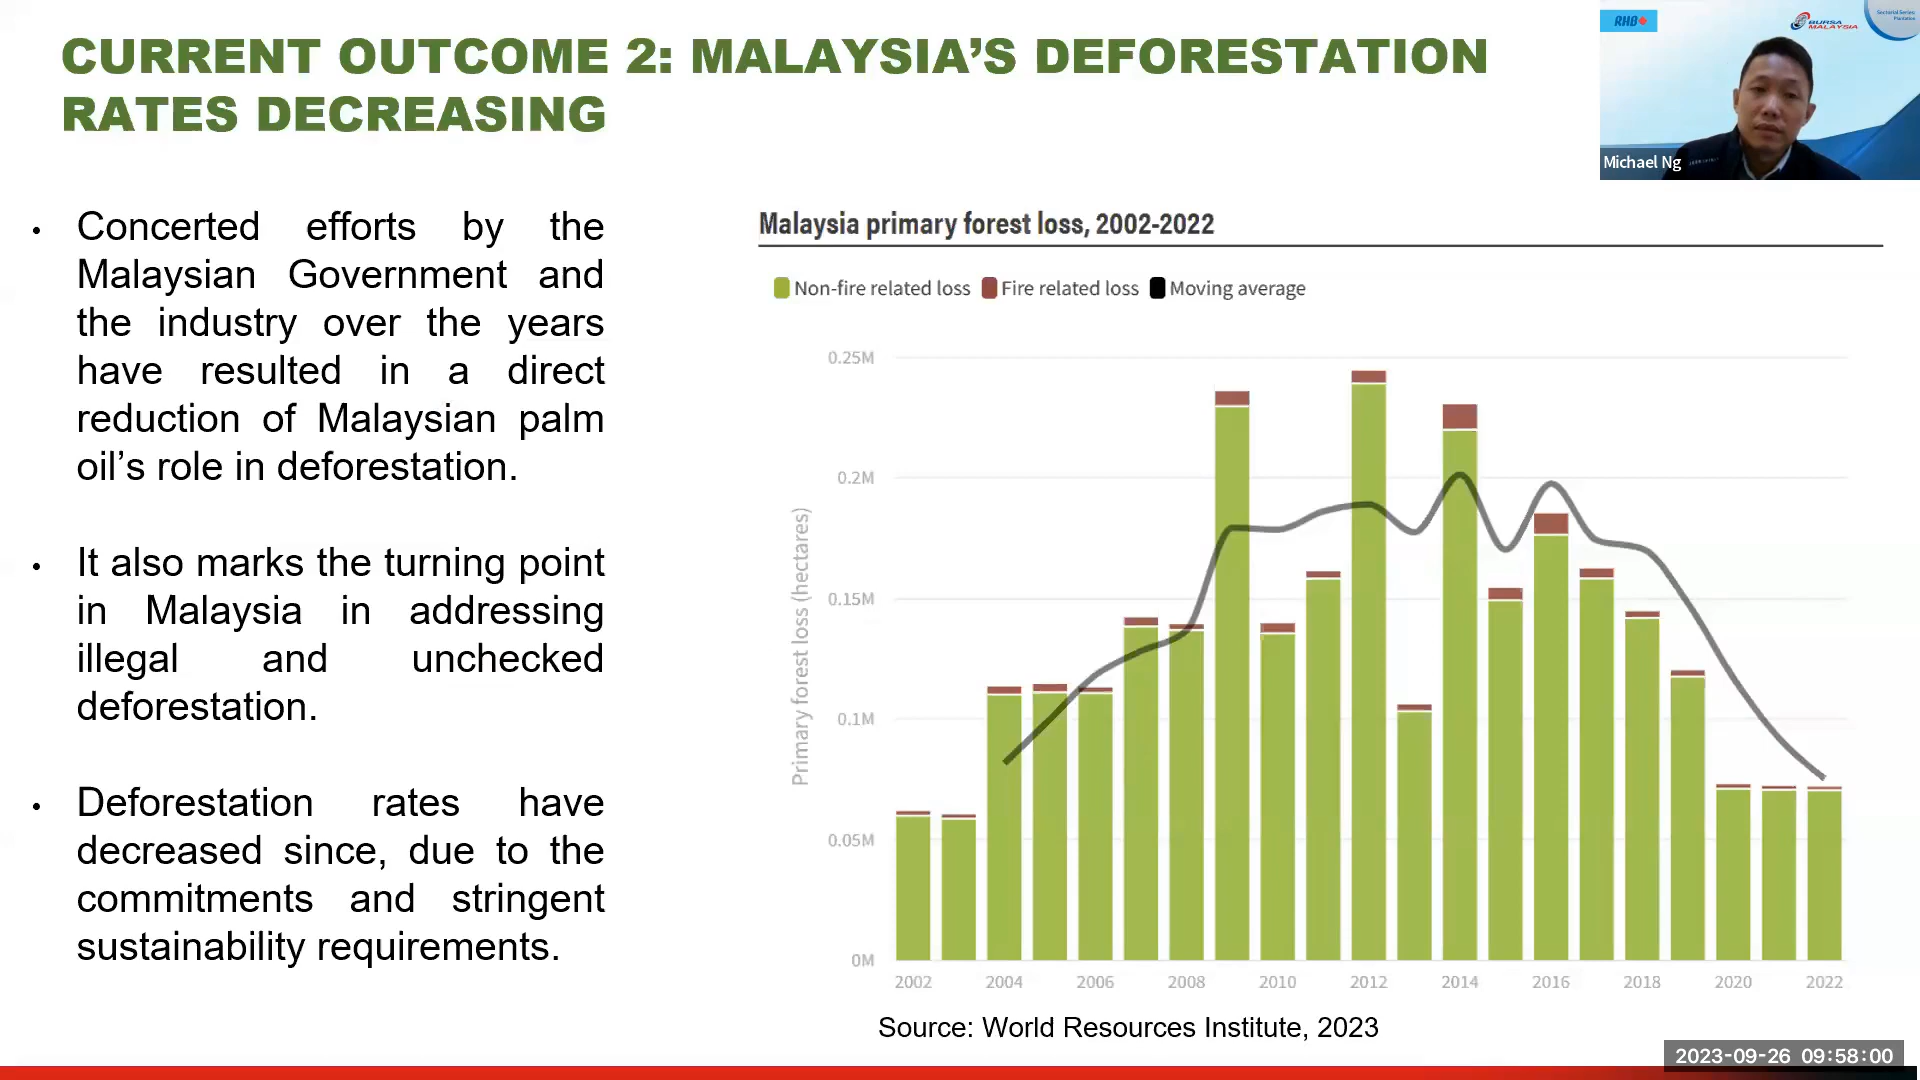 CURRENT OUTCOME 2: MALAYSIA’S DEFORESTATION
RATES DECREASING
RHB
BURSA
MALAYSIA
Sectorial Series:
Plantation
Michael Ng
• Concerted efforts by the
Malaysian Government and
the industry over the years
have resulted in a direct
reduction of Malaysian palm
oil’s role in deforestation.
• It also marks the turning point
in Malaysia in addressing
illegal and unchecked
deforestation.
• Deforestation rates have
decreased since, due to the
commitments and stringent
sustainability requirements.
Malaysia primary forest loss, 2002-2022
Non-fire related loss Fire related loss Moving average
Primary forest loss (hectares)
0.25M
0.2M
0.15M
0.1M
0.05M
0M
2002 2004 2006 2008 2010 2012 2014 2016 2018 2020 2022
Source: World Resources Institute, 2023
2023-09-26 09:58:00